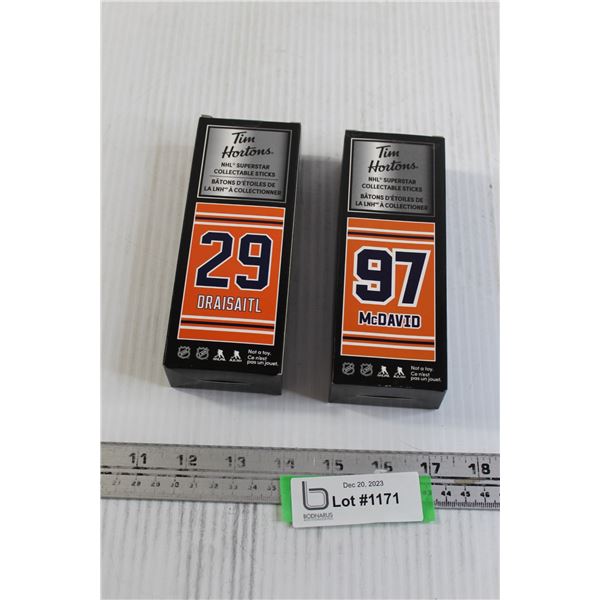 Tim
Hortons®
NHL® SUPERSTAR
COLLECTABLE STICKS
BÂTONS D'ÉTOILES DE
LA LNHᴹᶜ À COLLECTIONNER
29
DRAISAITL
Not a toy.
Ce n'est
pas un jouet.
Tim
Hortons®
NHL® SUPERSTAR
COLLECTABLE STICKS
BÂTONS D'ÉTOILES DE
LA LNHᴹᶜ À COLLECTIONNER
97
McDAVID
Not a toy.
Ce n'est
pas un jouet.
11 12 13 14 15 16 17 18
Dec 20, 2023
Lot #1171
BODNARUS